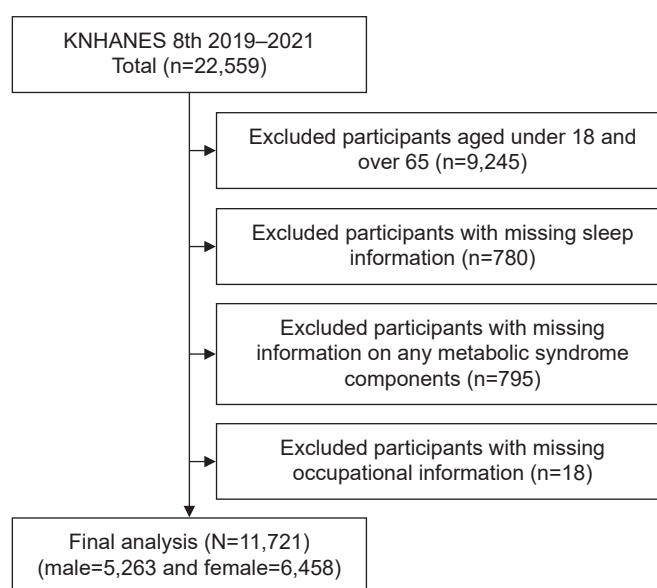 KNHANES 8th 2019–2021
Total (n=22,559)
Excluded participants aged under 18 and
over 65 (n=9,245)
Excluded participants with missing sleep
information (n=780)
Excluded participants with missing
information on any metabolic syndrome
components (n=795)
Excluded participants with missing
occupational information (n=18)
Final analysis (N=11,721)
(male=5,263 and female=6,458)